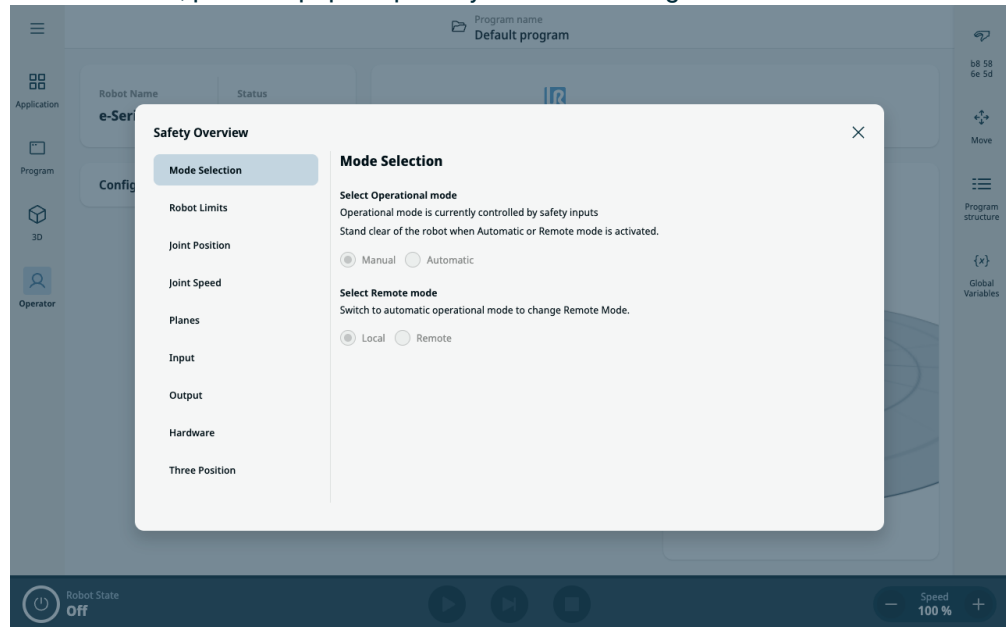 Program name
Default program
b8 58
6e 5d
Application
Robot Name
Status
e-Seri
Move
Safety Overview
Mode Selection
Mode Selection
Program
Config
Select Operational mode
Operational mode is currently controlled by safety inputs
Robot Limits
Program
structure
Stand clear of the robot when Automatic or Remote mode is activated.
3D
Joint Position
Manual
Automatic
Joint Speed
Global
Variables
{x}
Select Remote mode
Operator
Switch to automatic operational mode to change Remote Mode.
Planes
Local
Remote
Input
Output
Hardware
Three Position
Robot State
Off
Speed
100 %